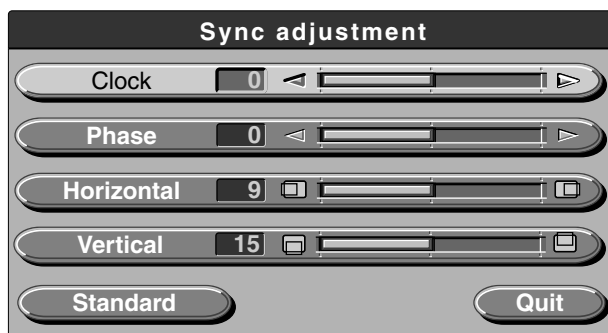 Sync adjustment
Clock 0
Phase 0
Horizontal 9
Vertical 15
Standard Quit